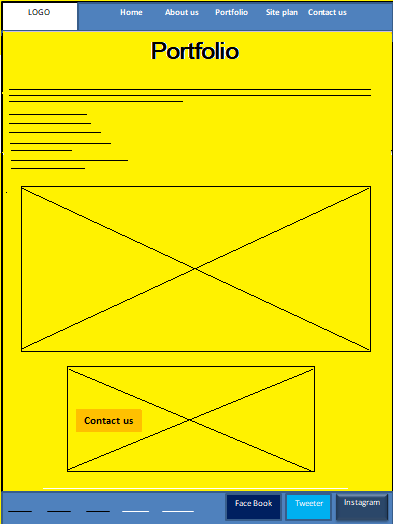 LOGO
Home About us Portfolio Site plan Contact us
Portfolio
Contact us
Face Book Tweeter Instagram